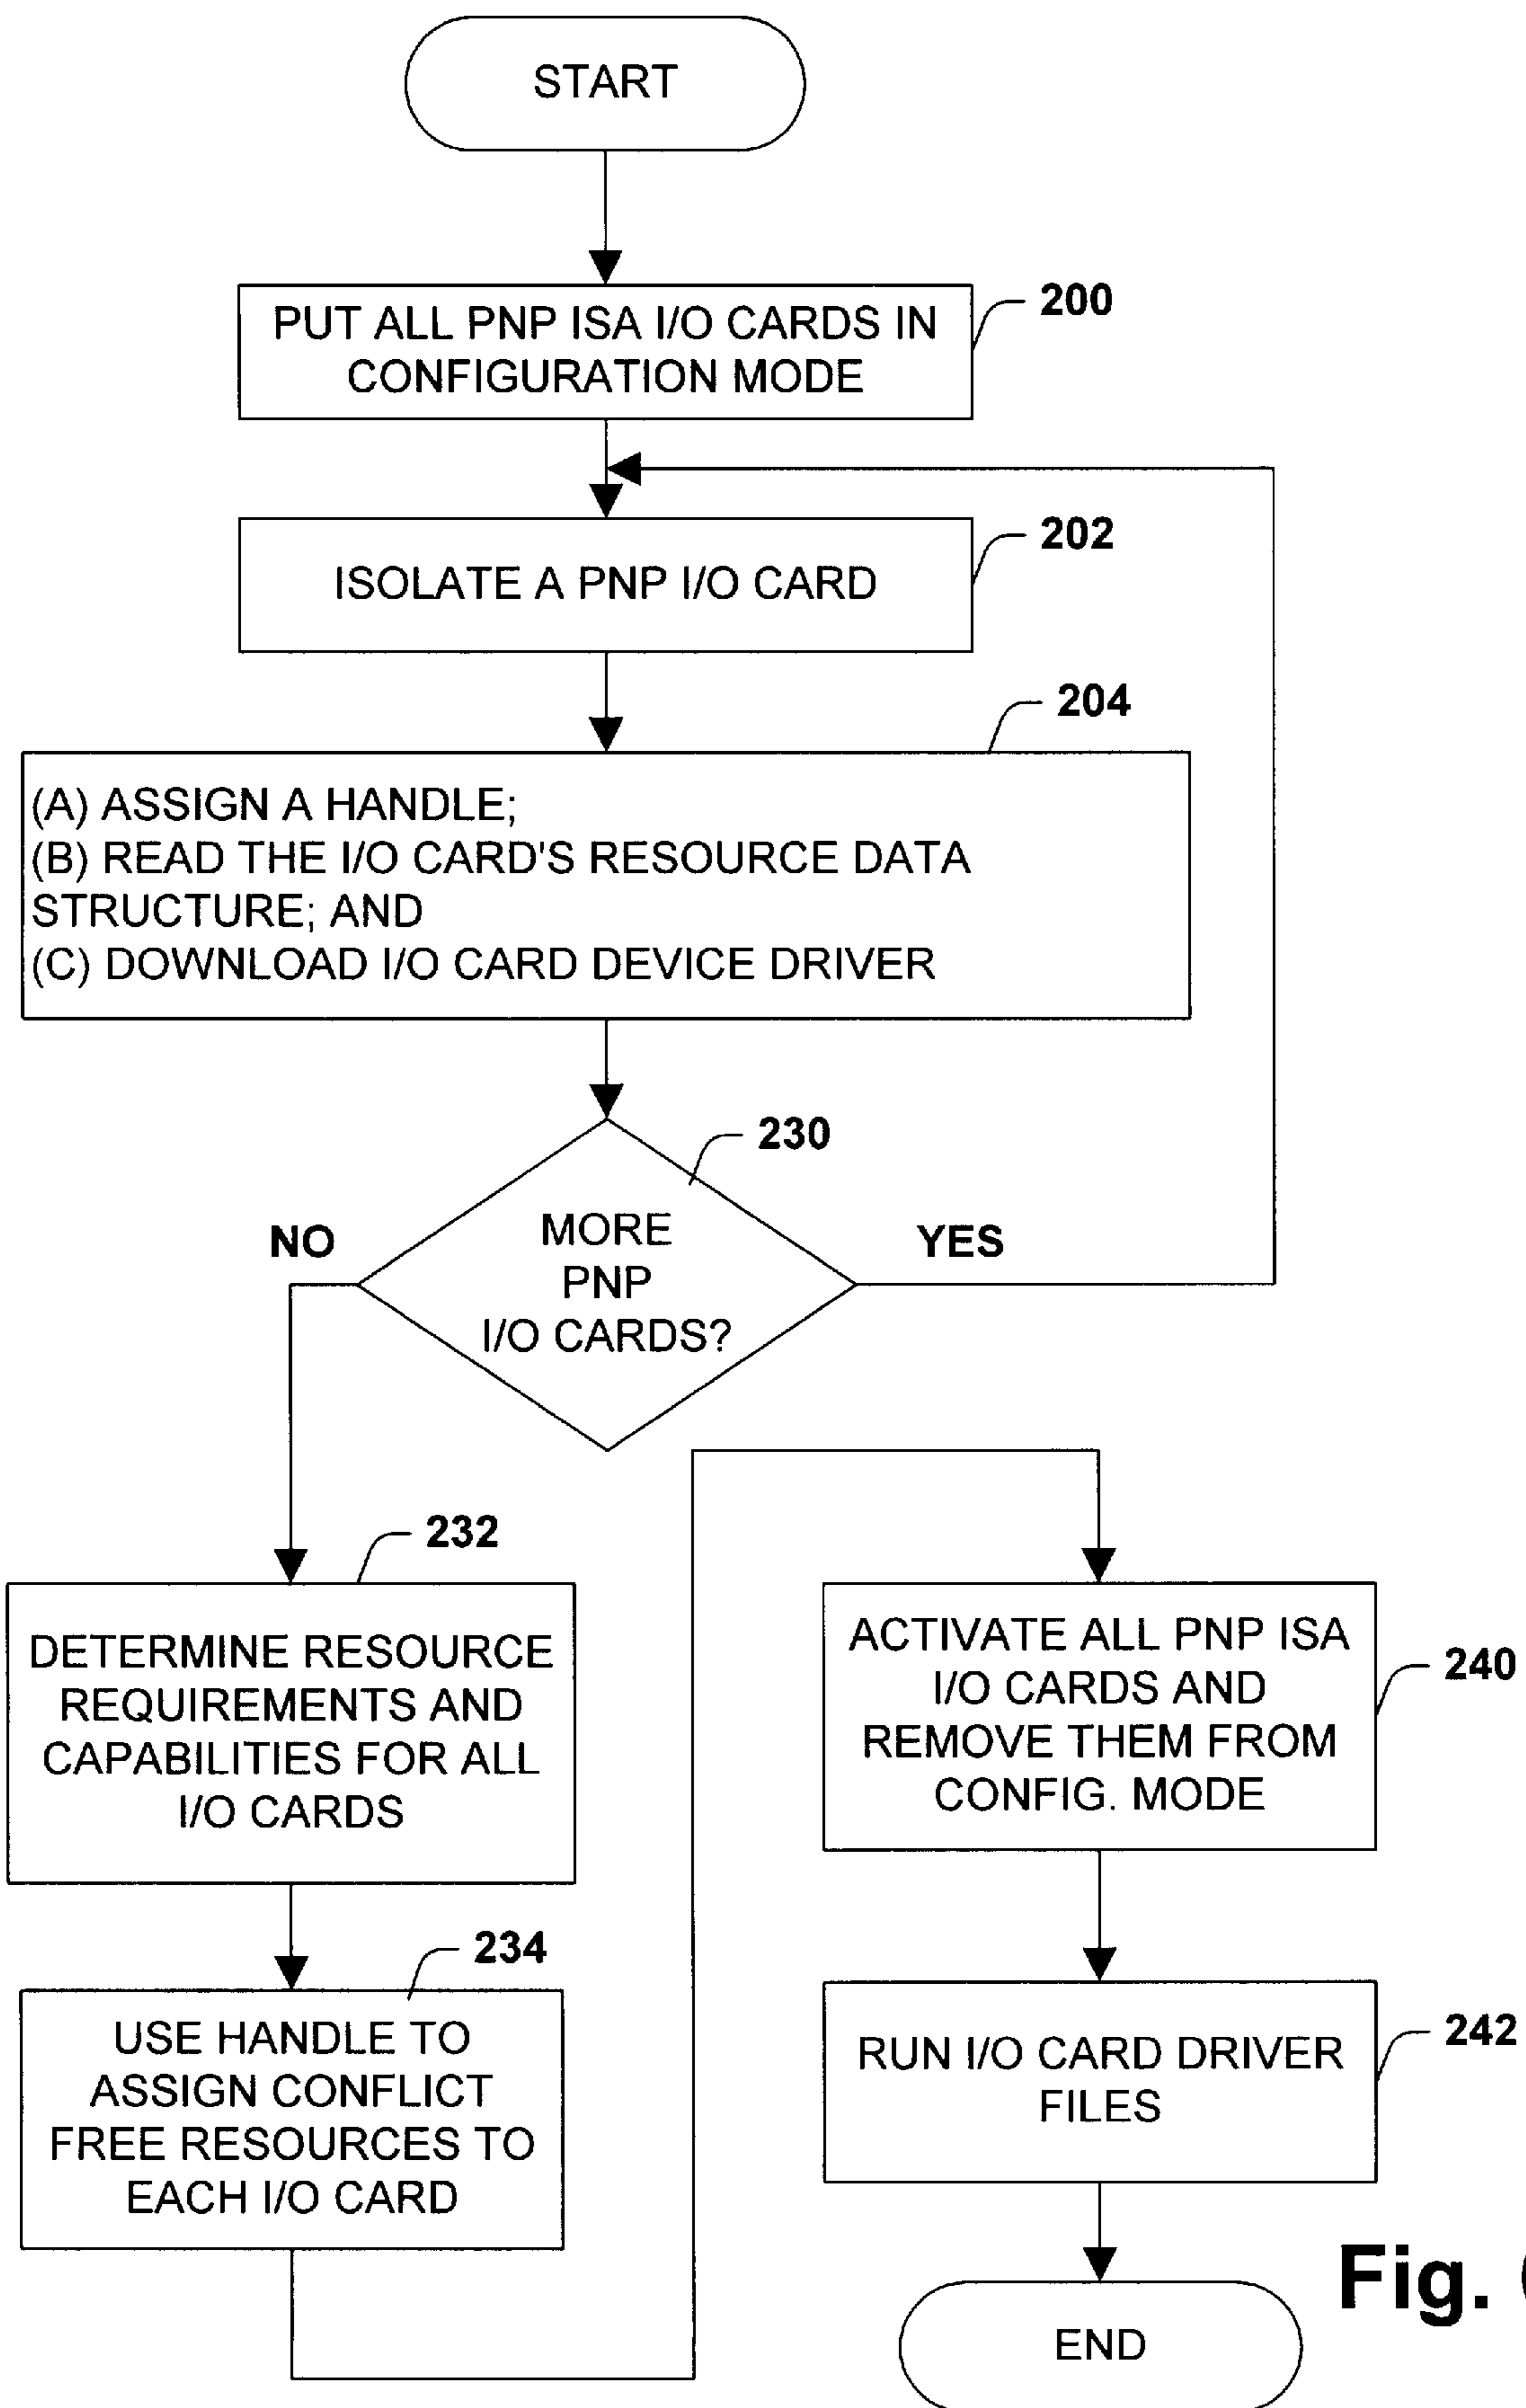 START
PUT ALL PNP ISA I/O CARDS IN
CONFIGURATION MODE
200
ISOLATE A PNP I/O CARD
202
204
(A) ASSIGN A HANDLE;
(B) READ THE I/O CARD'S RESOURCE DATA
STRUCTURE; AND
(C) DOWNLOAD I/O CARD DEVICE DRIVER
230
MORE
PNP
I/O CARDS?
NO
YES
232
DETERMINE RESOURCE
REQUIREMENTS AND
CAPABILITIES FOR ALL
I/O CARDS
234
USE HANDLE TO
ASSIGN CONFLICT
FREE RESOURCES TO
EACH I/O CARD
ACTIVATE ALL PNP ISA
I/O CARDS AND
REMOVE THEM FROM
CONFIG. MODE
240
RUN I/O CARD DRIVER
FILES
242
END
Fig.